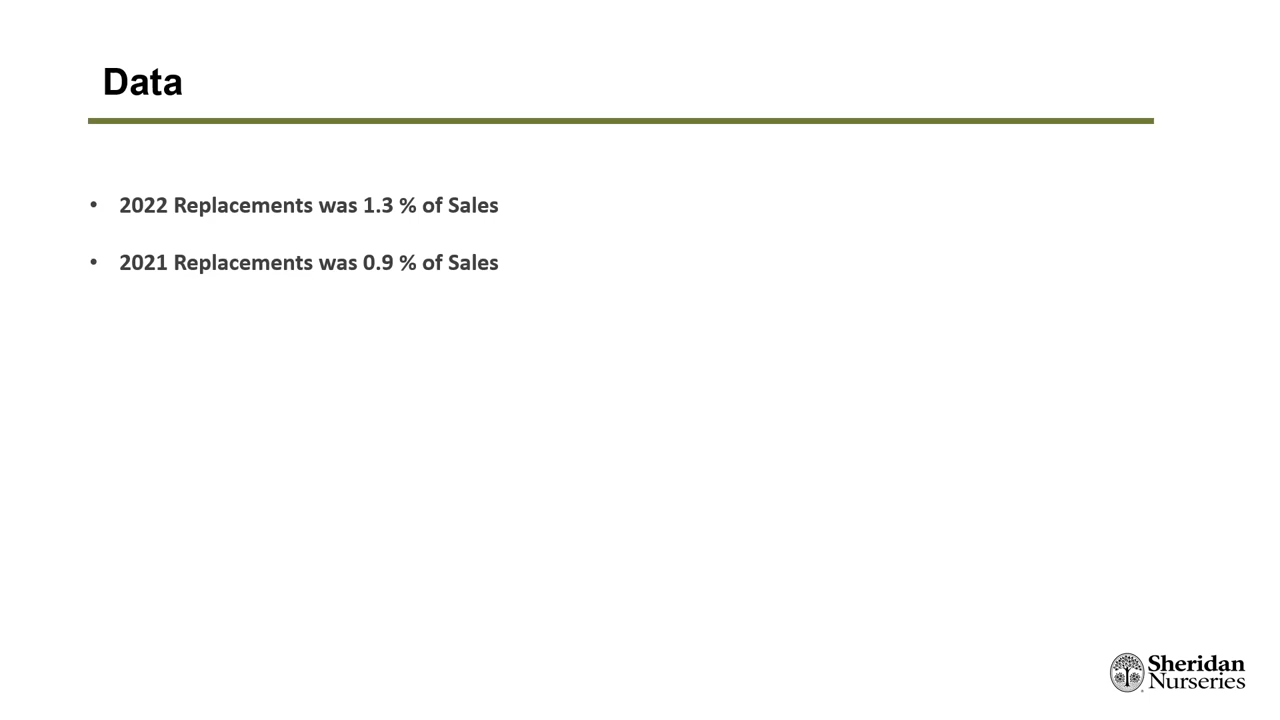 Data
• 2022 Replacements was 1.3 % of Sales
• 2021 Replacements was 0.9 % of Sales
Sheridan
Nurseries